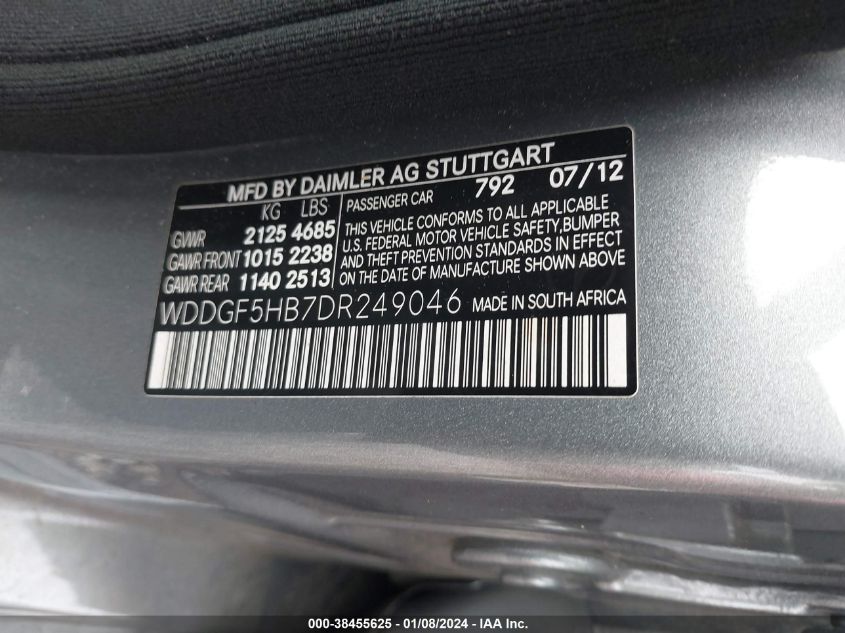 MFD BY DAIMLER AG STUTTGART
KG LBS
GVWR 2125 4685
GAWR FRONT 1015 2238
GAWR REAR 1140 2513
PASSENGER CAR 792 07/12
THIS VEHICLE CONFORMS TO ALL APPLICABLE
U.S. FEDERAL MOTOR VEHICLE SAFETY,BUMPER
AND THEFT PREVENTION STANDARDS IN EFFECT
ON THE DATE OF MANUFACTURE SHOWN ABOVE
WDDGF5HB7DR249046 MADE IN SOUTH AFRICA
000-38455625 - 01/08/2024 - IAA Inc.